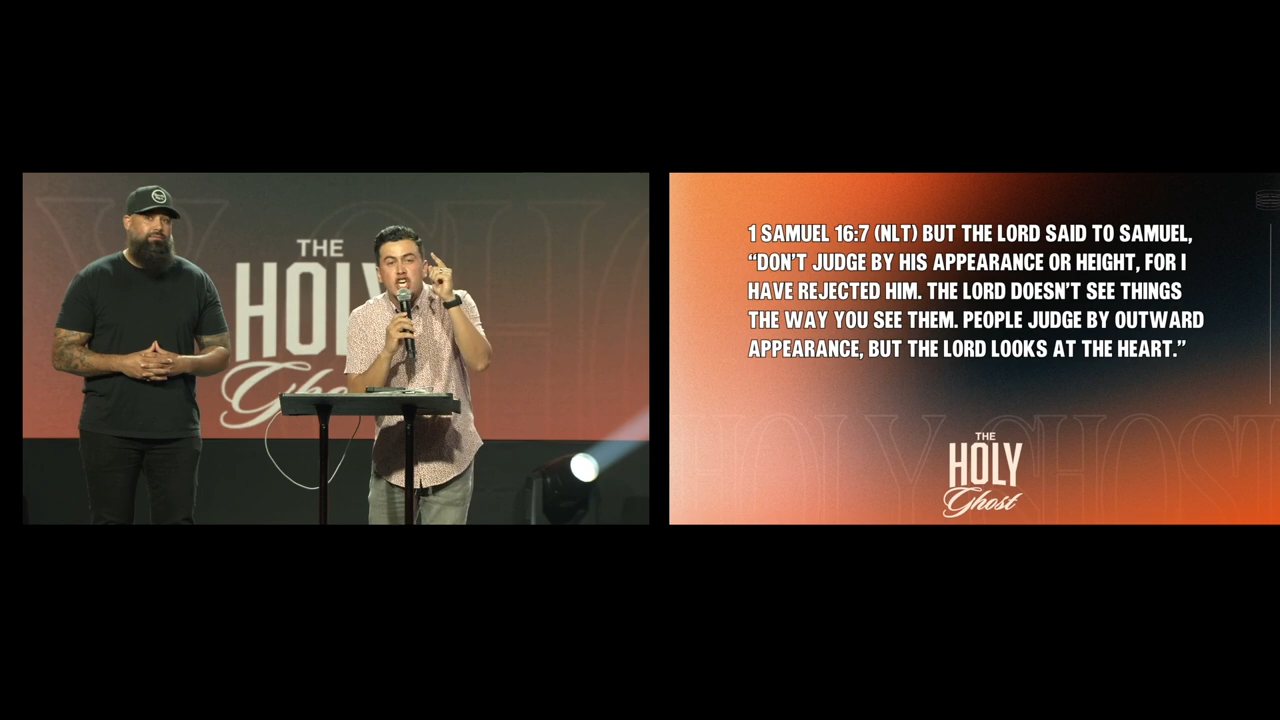 THE
HOLY
Gho
1 SAMUEL 16:7 (NLT) BUT THE LORD SAID TO SAMUEL,
“DON’T JUDGE BY HIS APPEARANCE OR HEIGHT, FOR I
HAVE REJECTED HIM. THE LORD DOESN’T SEE THINGS
THE WAY YOU SEE THEM. PEOPLE JUDGE BY OUTWARD
APPEARANCE, BUT THE LORD LOOKS AT THE HEART.”
HOLY GHOST
THE
HOLY
Ghost